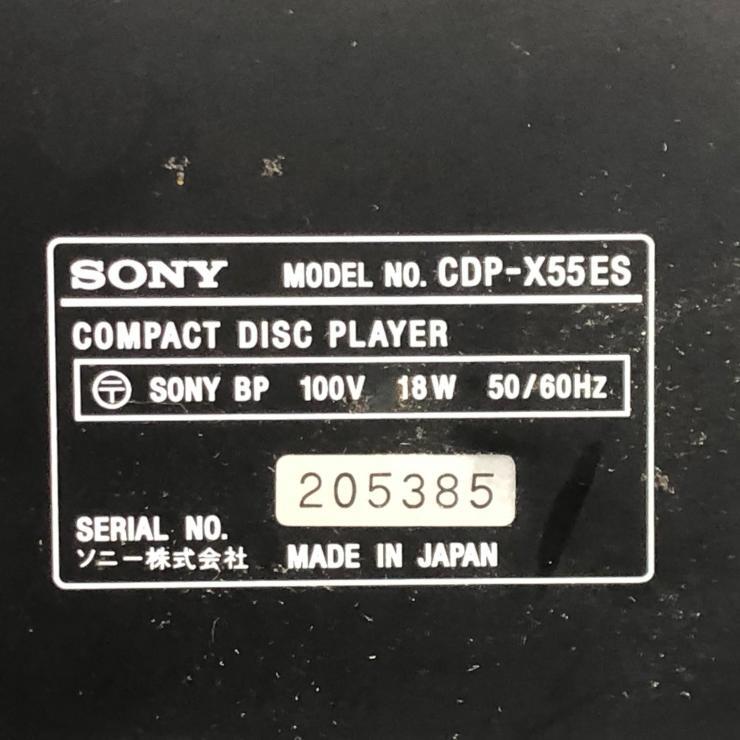 SONY MODEL NO. CDP-X55ES
COMPACT DISC PLAYER
〒 SONY BP 100V 18W 50/60Hz
205385
SERIAL NO.
ソニー株式会社 MADE IN JAPAN